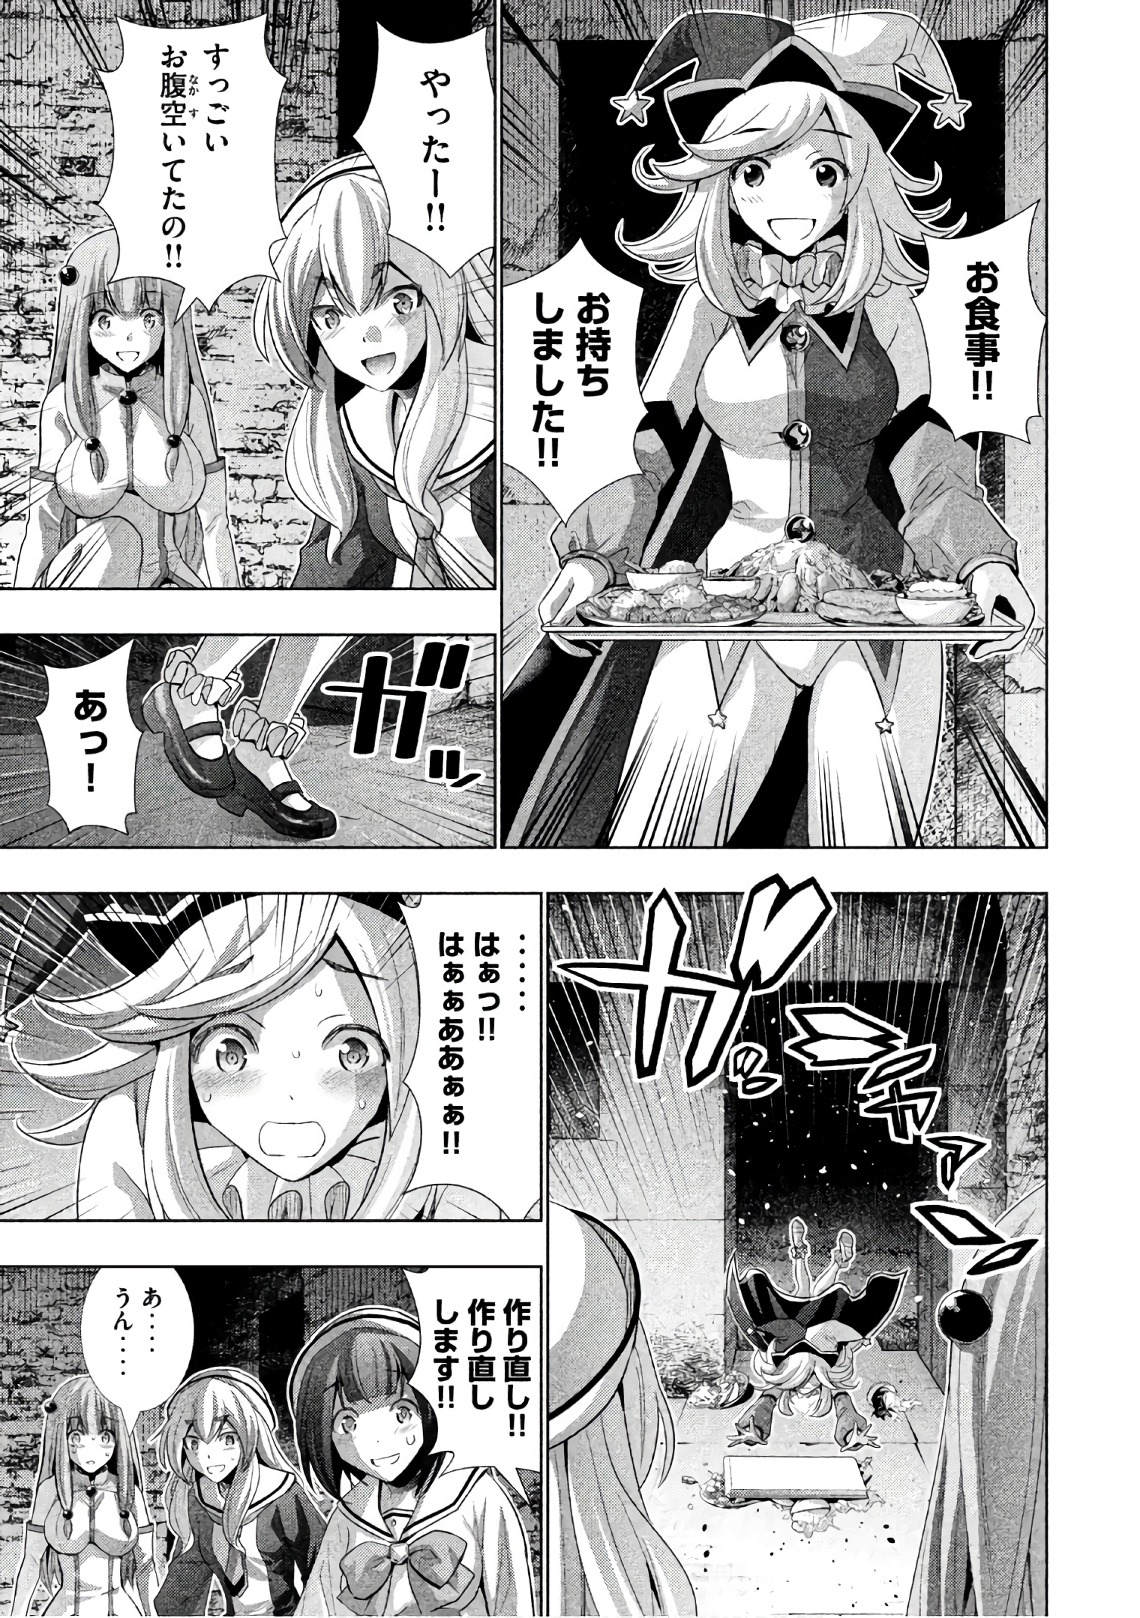 お食事!!
お持ち
しました!!
やったー!!
すっごい
お腹空いてたの!!
なか す
ガッ
あっ!
ガシャアン
‥‥‥
はぁっ!!
はぁぁああぁぁ!!
作り直し!!
作り直し
します!!
あ‥‥
うん‥‥